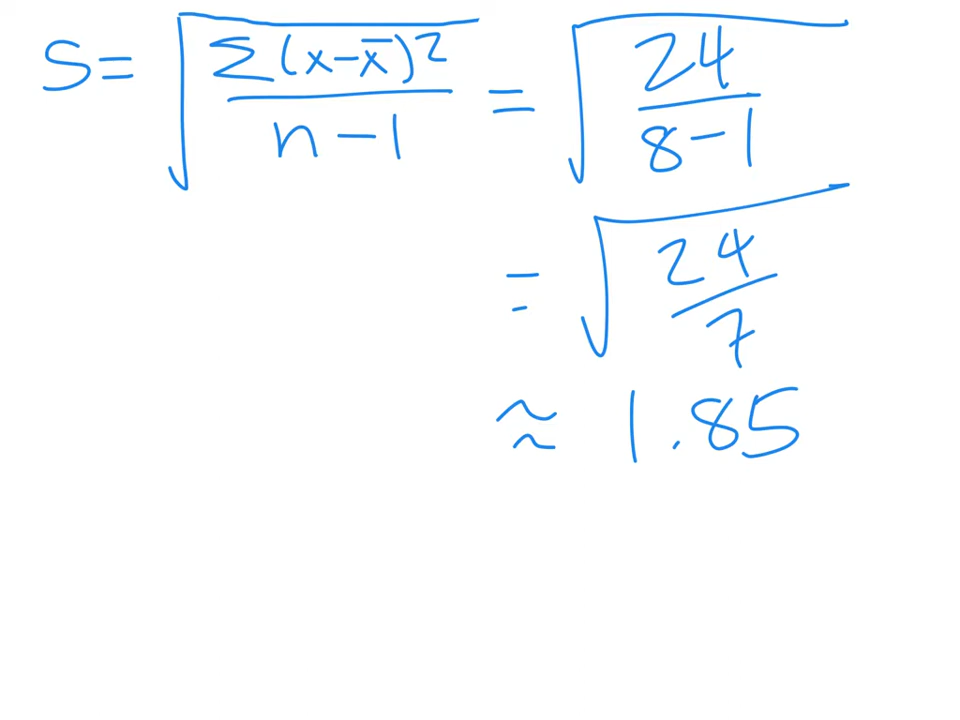 S = √(Σ(x-x̄)²/(n-1)) = √(24/(8-1))
= √(24/7)
≈ 1.85